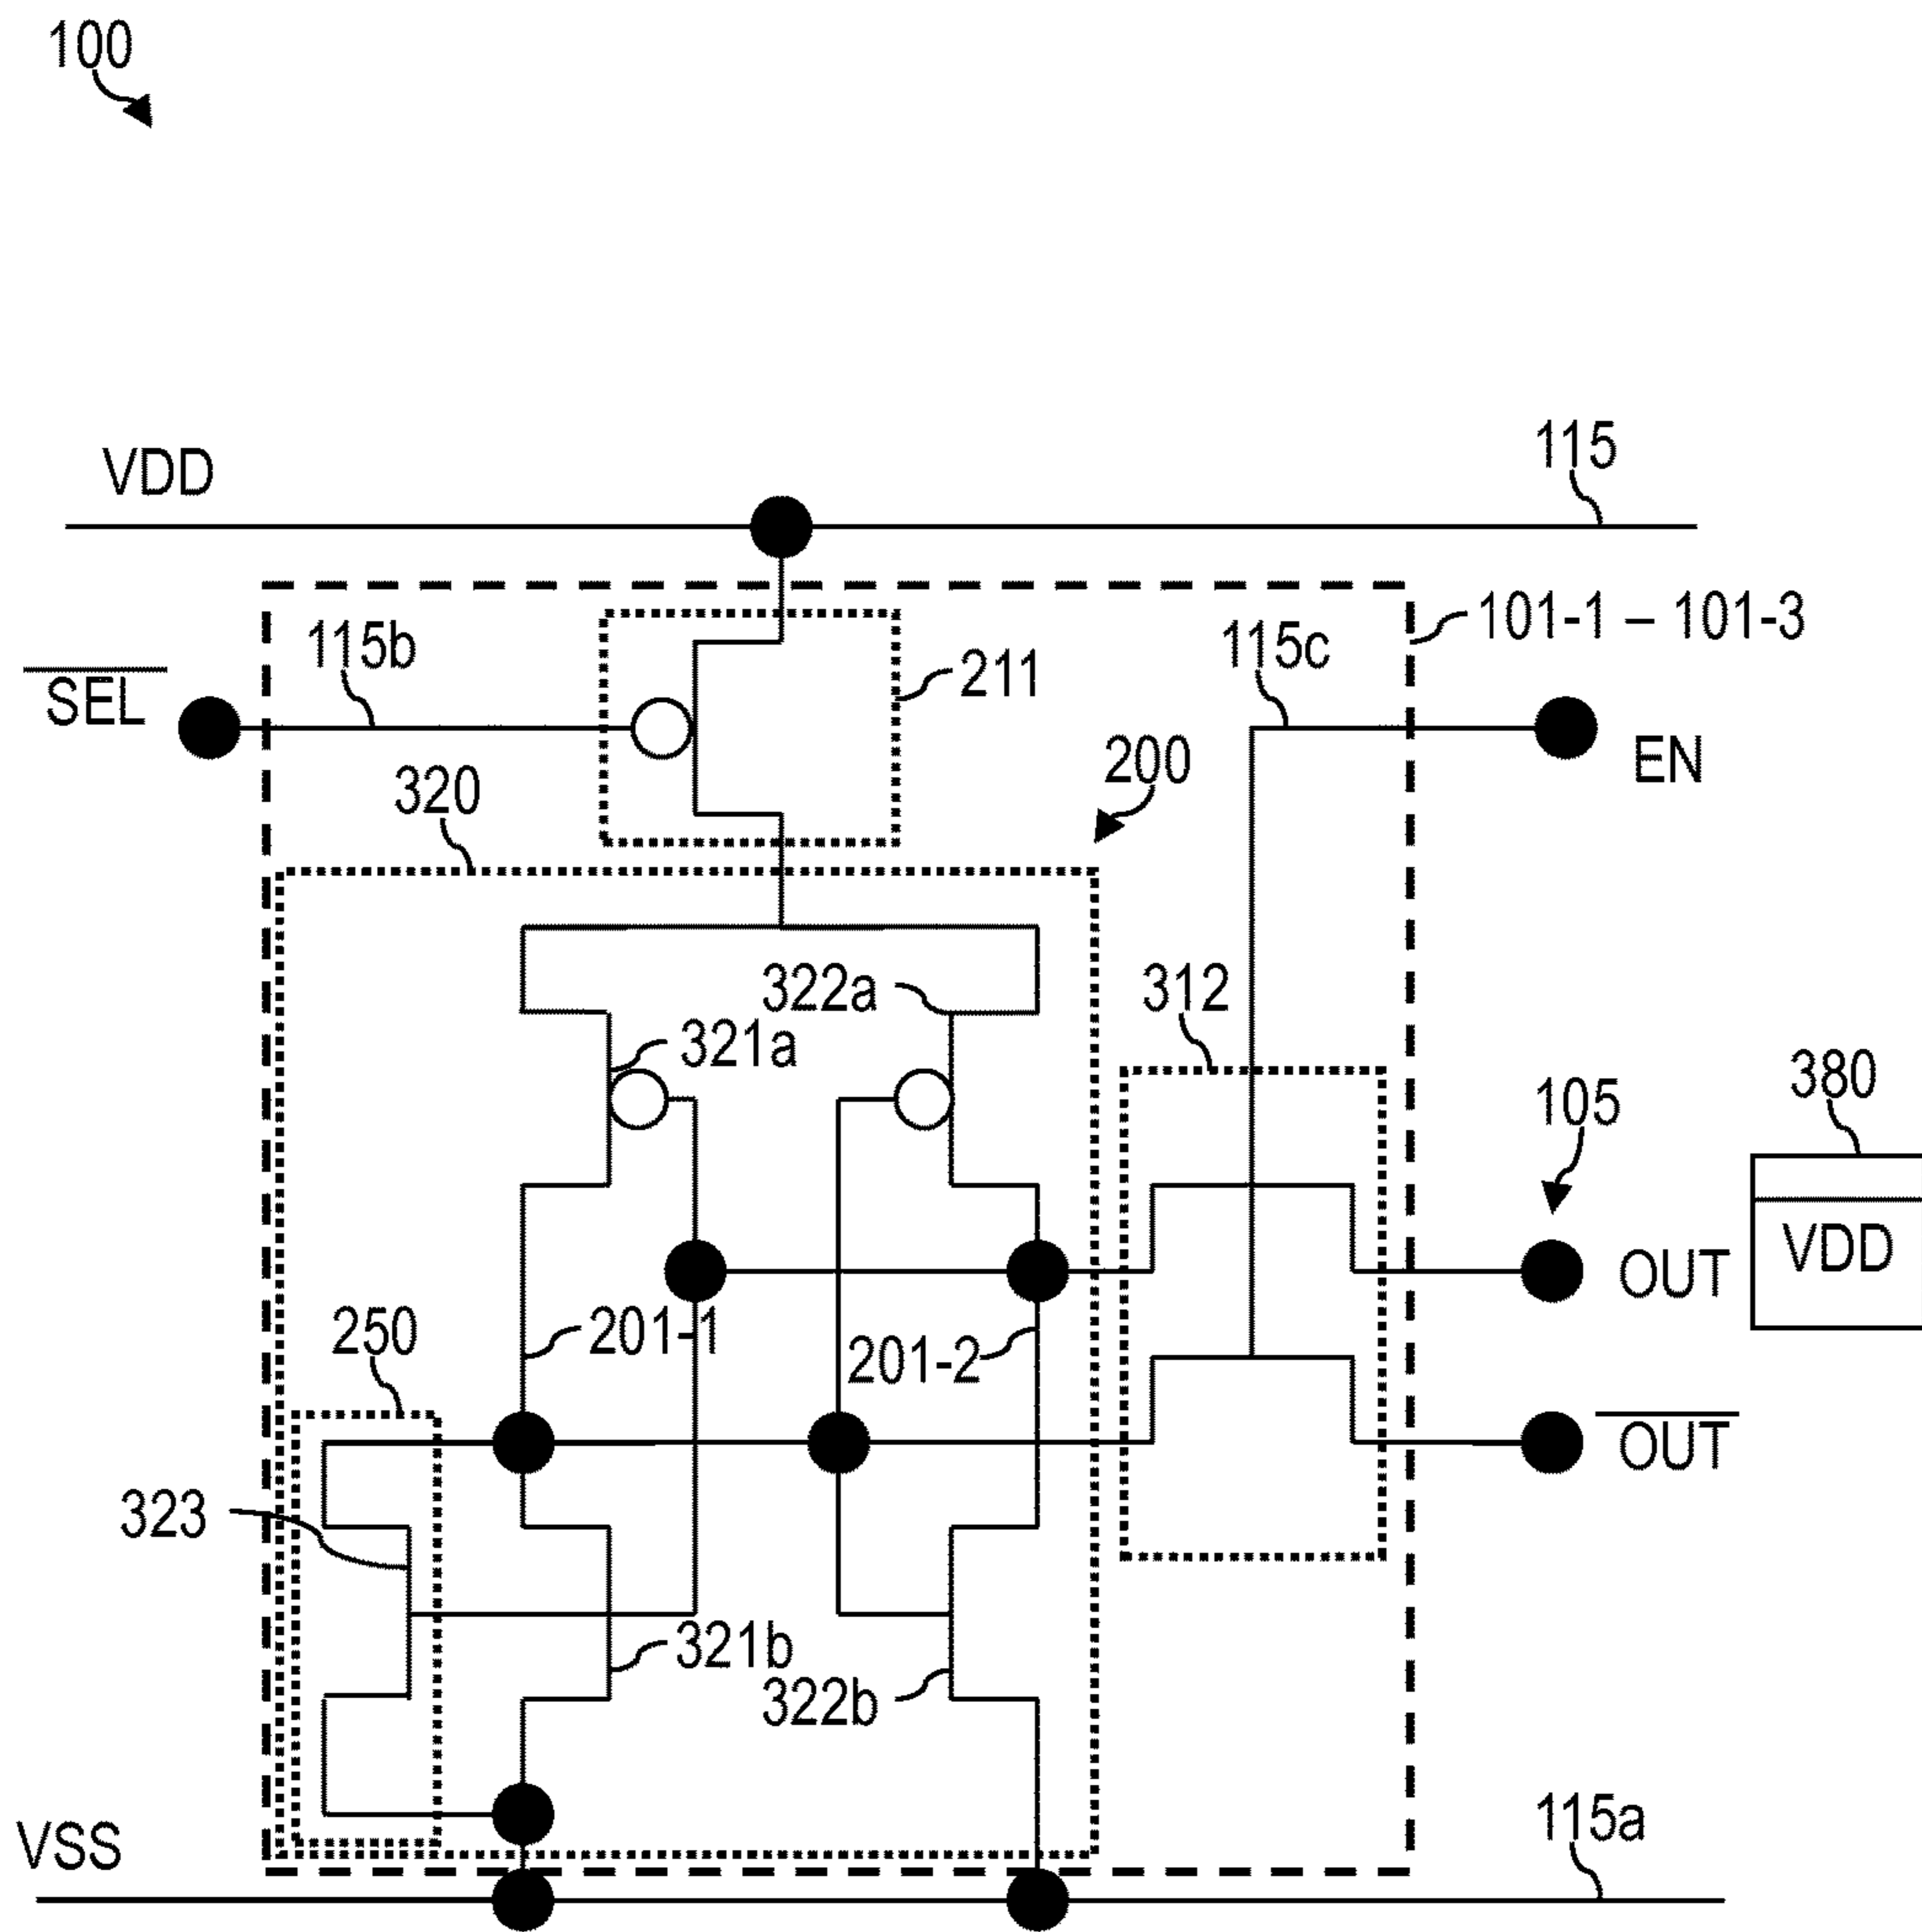 100
VDD
115
115b
115c
101-1 – 101-3
211
SEL
EN
320
200
322a
312
321a
380
105
VDD
OUT
250
201-1
201-2
OUT
323
321b
322b
115a
VSS